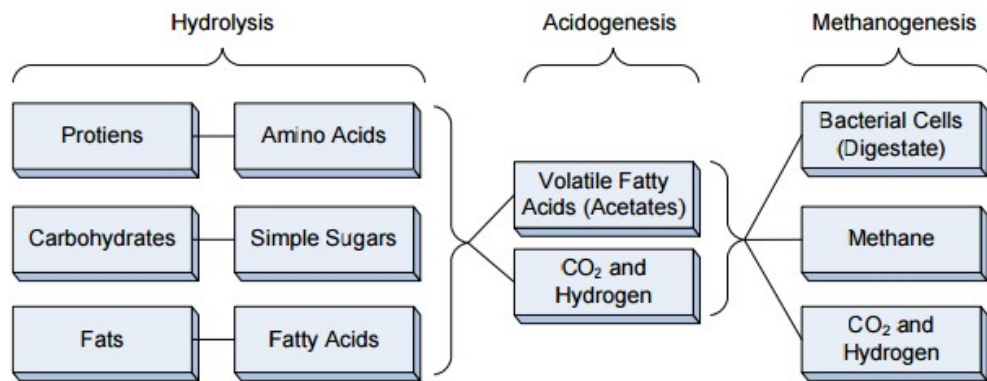 Hydrolysis
Acidogenesis
Methanogenesis
Protiens
Amino Acids
Carbohydrates
Simple Sugars
Fats
Fatty Acids
Volatile Fatty
Acids (Acetates)
CO₂ and
Hydrogen
Bacterial Cells
(Digestate)
Methane
CO₂ and
Hydrogen